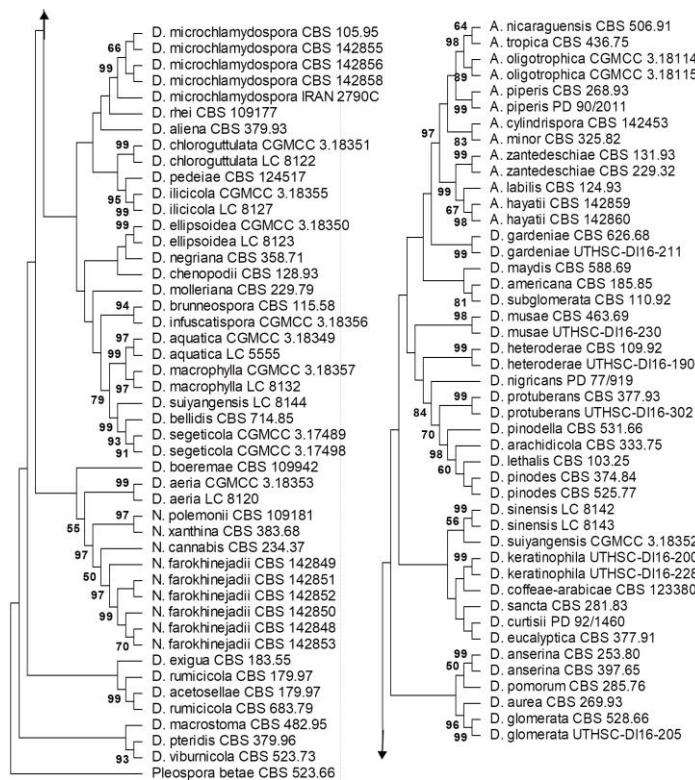 D. microchlamydospora CBS 105.95
66
D. microchlamydospora CBS 142855
D. microchlamydospora CBS 142856
99
D. microchlamydospora CBS 142858
D. microchlamydospora IRAN 2790C
D. rhei CBS 109177
D. aliena CBS 379.93
99
D. chloroguttulata CGMCC 3.18351
D. chloroguttulata LC 8122
D. pedeiae CBS 124517
95
D. ilicicola CGMCC 3.18355
99
D. ilicicola LC 8127
99
D. ellipsoidea CGMCC 3.18350
D. ellipsoidea LC 8123
D. negriana CBS 358.71
D. chenopodii CBS 128.93
D. molleriana CBS 229.79
94
D. brunneospora CBS 115.58
D. infuscatispora CGMCC 3.18356
97
D. aquatica CGMCC 3.18349
99
D. aquatica LC 5555
D. macrophylla CGMCC 3.18357
97
D. macrophylla LC 8132
79
D. suiyangensis LC 8144
99
D. bellidis CBS 714.85
93
D. segeticola CGMCC 3.17489
91
D. segeticola CGMCC 3.17498
D. boeremae CBS 109942
99
D. aeria CGMCC 3.18353
D. aeria LC 8120
55
97
N. polemonii CBS 109181
N. xanthina CBS 383.68
97
N. cannabis CBS 234.37
50
N. farokhinejadii CBS 142849
N. farokhinejadii CBS 142851
97
N. farokhinejadii CBS 142852
99
N. farokhinejadii CBS 142850
N. farokhinejadii CBS 142848
70
N. farokhinejadii CBS 142853
D. exigua CBS 183.55
D. rumicicola CBS 179.97
99
D. acetosellae CBS 179.97
D. rumicicola CBS 683.79
D. macrostoma CBS 482.95
D. pteridis CBS 379.96
93
D. viburnicola CBS 523.73
Pleospora betae CBS 523.66
64
A. nicaraguensis CBS 506.91
98
A. tropica CBS 436.75
A. oligotrophica CGMCC 3.18114
89
A. oligotrophica CGMCC 3.18115
A. piperis CBS 268.93
99
A. piperis PD 90/2011
97
A. cylindrispora CBS 142453
83
A. minor CBS 325.82
99
A. zantedeschiae CBS 131.93
A. zantedeschiae CBS 229.32
99
A. labilis CBS 124.93
67
A. hayatii CBS 142859
98
A. hayatii CBS 142860
D. gardeniae CBS 626.68
99
D. gardeniae UTHSC-DI16-211
D. maydis CBS 588.69
D. americana CBS 185.85
81
D. subglomerata CBS 110.92
98
D. musae CBS 463.69
D. musae UTHSC-DI16-230
99
D. heteroderae CBS 109.92
D. heteroderae UTHSC-DI16-190
D. nigricans PD 77/919
99
D. protuberans CBS 377.93
84
D. protuberans UTHSC-DI16-302
70
D. pinodella CBS 531.66
D. arachidicola CBS 333.75
98
D. lethalis CBS 103.25
60
D. pinodes CBS 374.84
D. pinodes CBS 525.77
99
D. sinensis LC 8142
56
D. sinensis LC 8143
D. suiyangensis CGMCC 3.18352
99
D. keratinophila UTHSC-DI16-200
D. keratinophila UTHSC-DI16-228
D. coffeae-arabicae CBS 123380
D. sancta CBS 281.83
D. curtisii PD 92/1460
D. eucalyptica CBS 377.91
99
D. anserina CBS 253.80
50
D. anserina CBS 397.65
D. pomorum CBS 285.76
D. aurea CBS 269.93
96
D. glomerata CBS 528.66
99
D. glomerata UTHSC-DI16-205